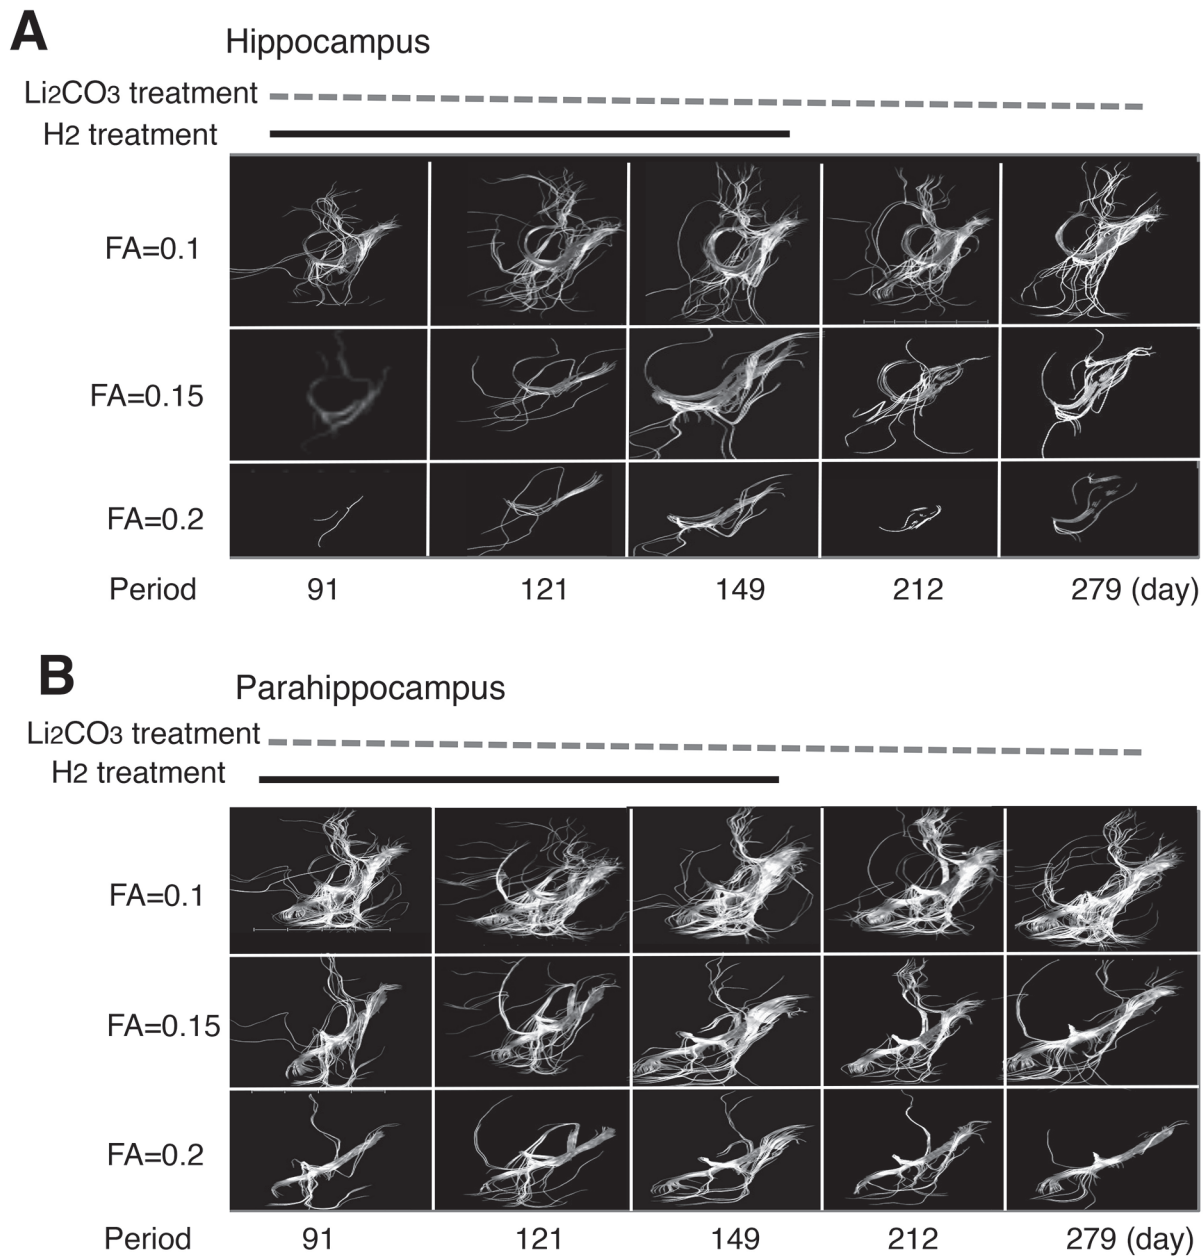 A
Hippocampus
Li2CO3 treatment
H2 treatment
FA=0.1
FA=0.15
FA=0.2
Period 91 121 149 212 279 (day)
B
Parahippocampus
Li2CO3 treatment
H2 treatment
FA=0.1
FA=0.15
FA=0.2
Period 91 121 149 212 279 (day)